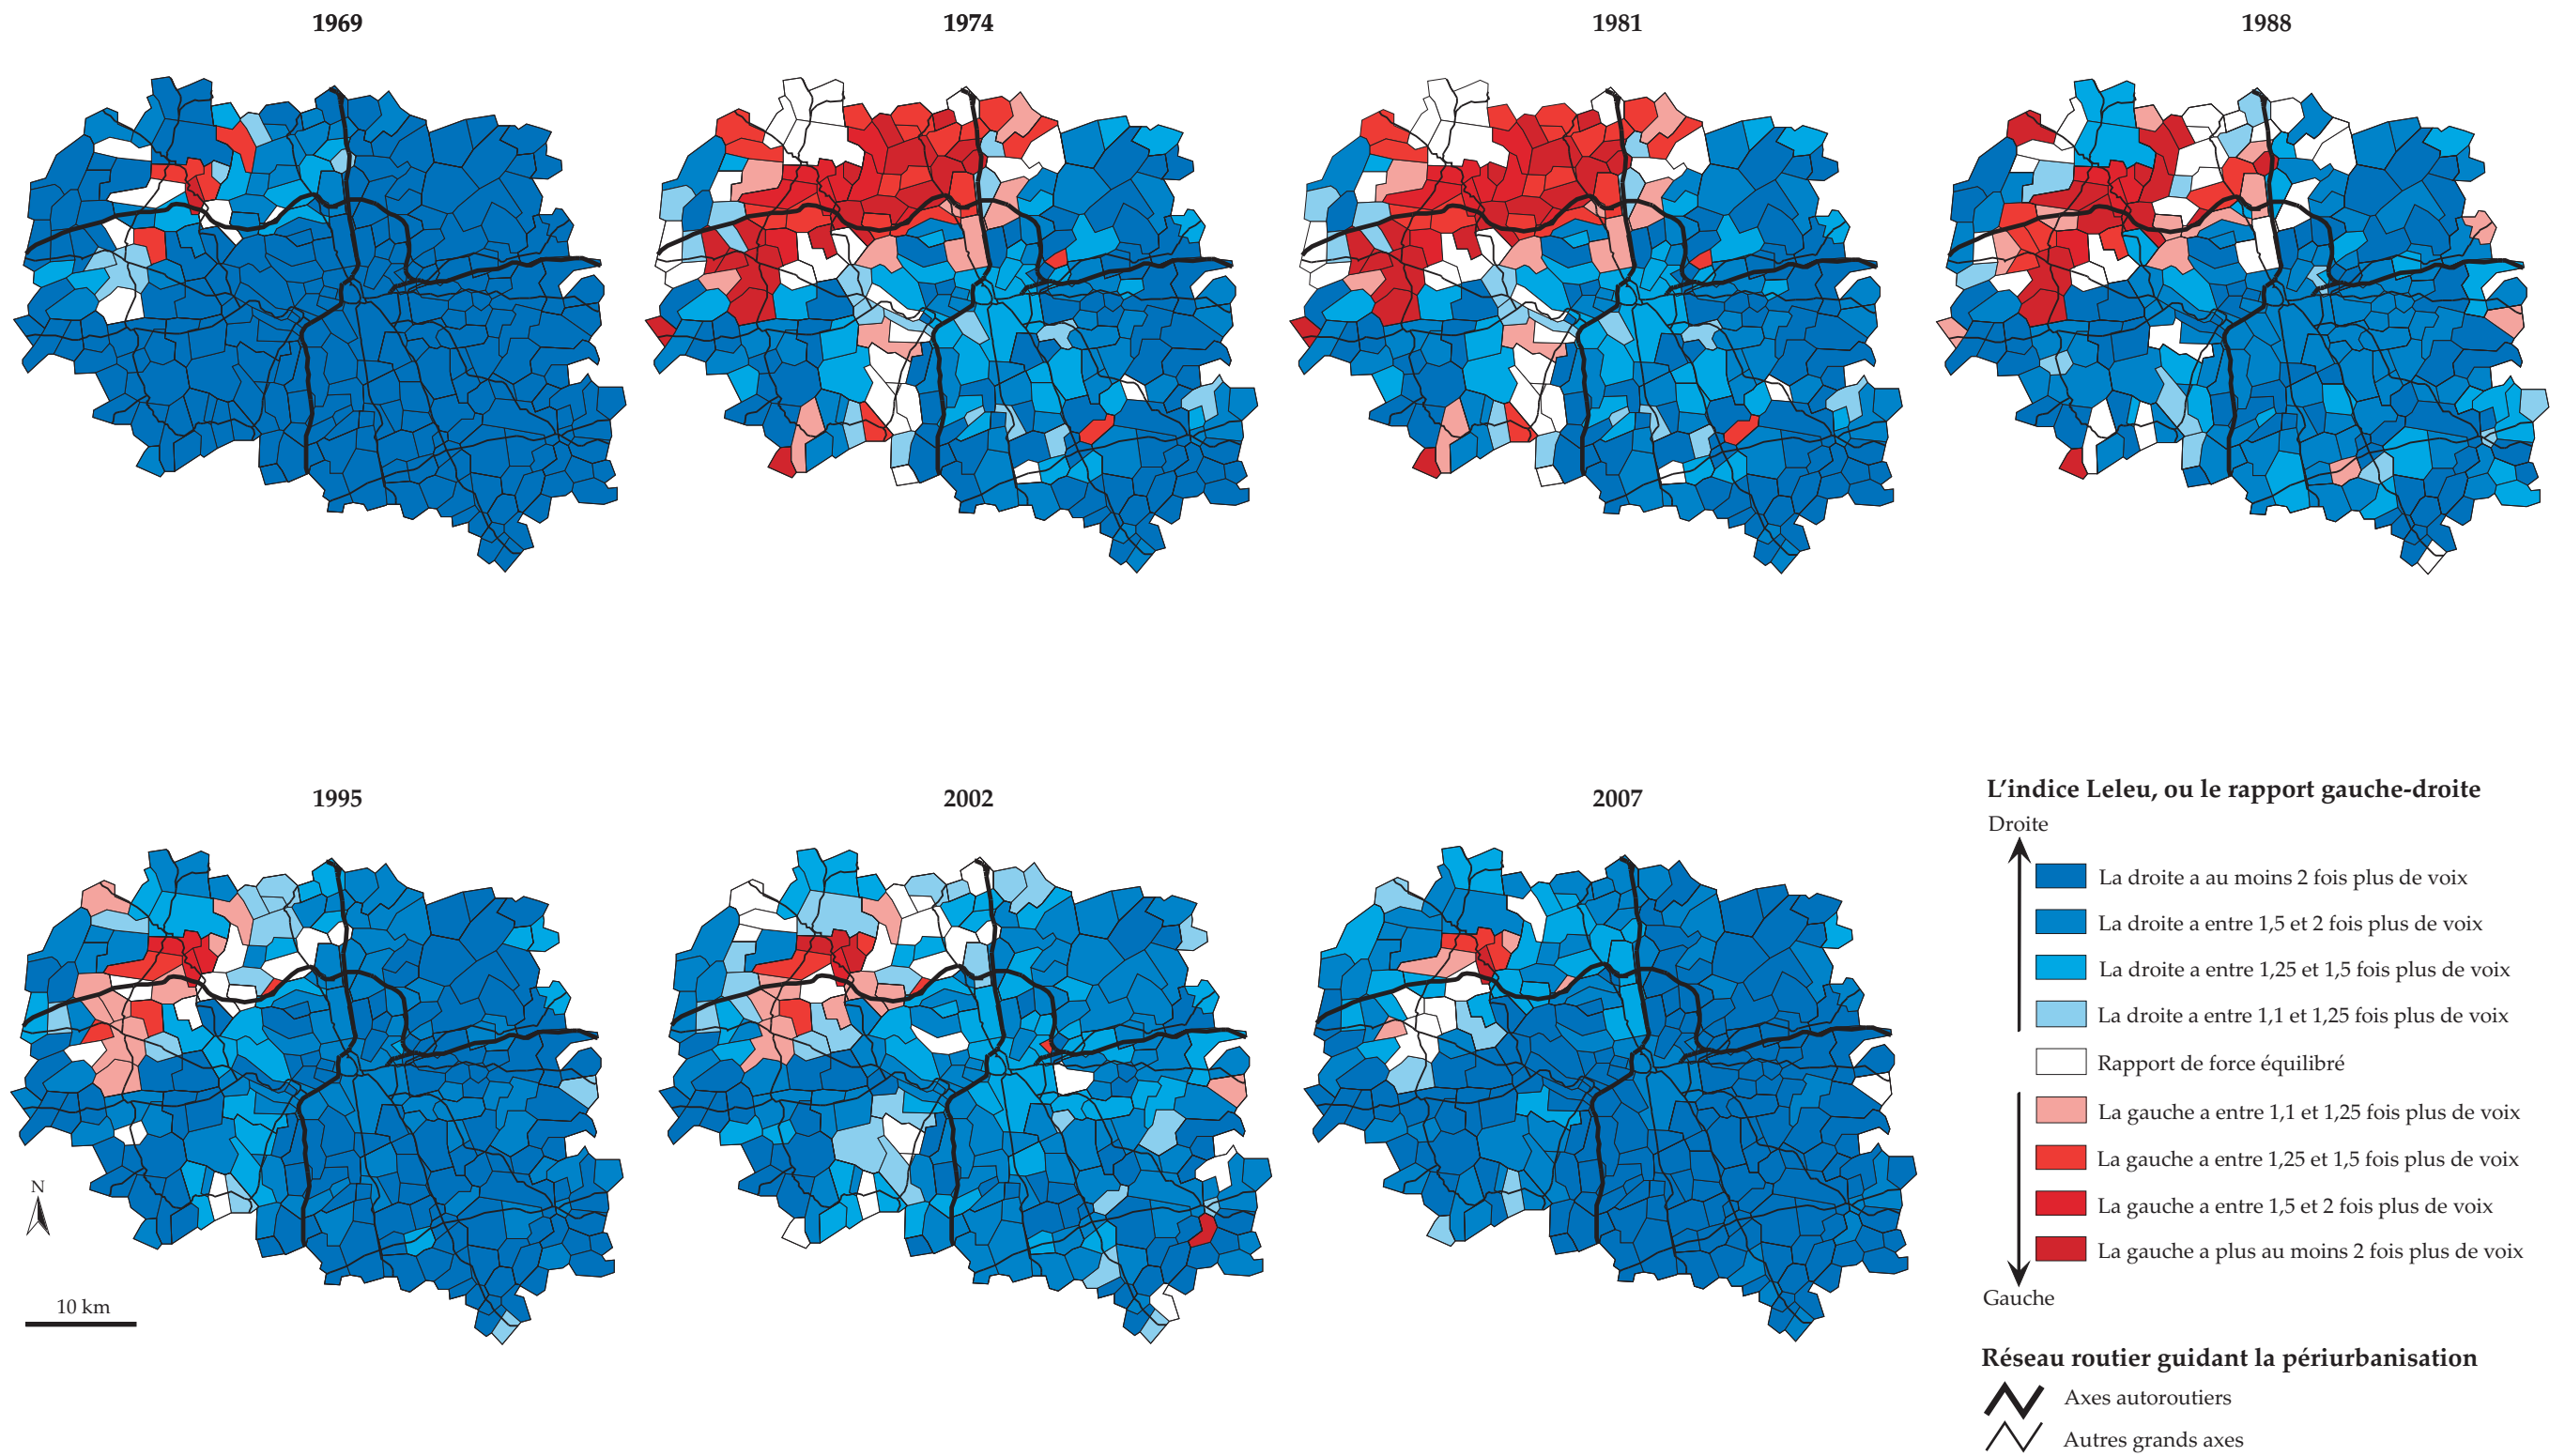 1969
1974
1981
1988
1995
2002
2007
L’indice Leleu, ou le rapport gauche-droite
Droite
La droite a au moins 2 fois plus de voix
La droite a entre 1,5 et 2 fois plus de voix
La droite a entre 1,25 et 1,5 fois plus de voix
La droite a entre 1,1 et 1,25 fois plus de voix
Rapport de force équilibré
La gauche a entre 1,1 et 1,25 fois plus de voix
La gauche a entre 1,25 et 1,5 fois plus de voix
La gauche a entre 1,5 et 2 fois plus de voix
La gauche a plus au moins 2 fois plus de voix
Gauche
N
10 km
Réseau routier guidant la périurbanisation
Axes autoroutiers
Autres grands axes